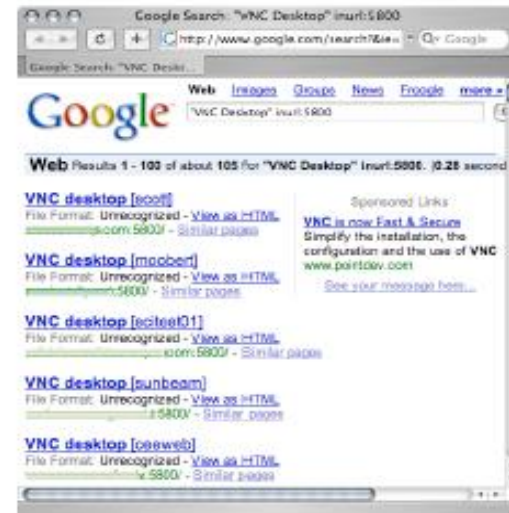 Google Search: "VNC Desktop" inurl:5800
http://www.google.com/search?&ie... Google
Google Search: "VNC Deskt...
Web Images Groups News Froogle more »
Google
"VNC Desktop" inurl:5800
Web Results 1 - 100 of about 105 for "VNC Desktop" inurl:5800. (0.28 second
VNC desktop [scott]
File Format: Unrecognized - View as HTML
.com:5800/ - Similar pages
VNC desktop [moobert]
File Format: Unrecognized - View as HTML
:5800/ - Similar pages
VNC desktop [scitest01]
File Format: Unrecognized - View as HTML
.com:5800/ - Similar pages
VNC desktop [sunbeam]
File Format: Unrecognized - View as HTML
:5800/ - Similar pages
VNC desktop
File Format: Unrecognized - View as HTML
:5800/ - Similar pages
Sponsored Links
VNC is now Fast & Secure
Simplify the installation, the
configuration and the use of VNC
www.pointdev.com
See your message here...